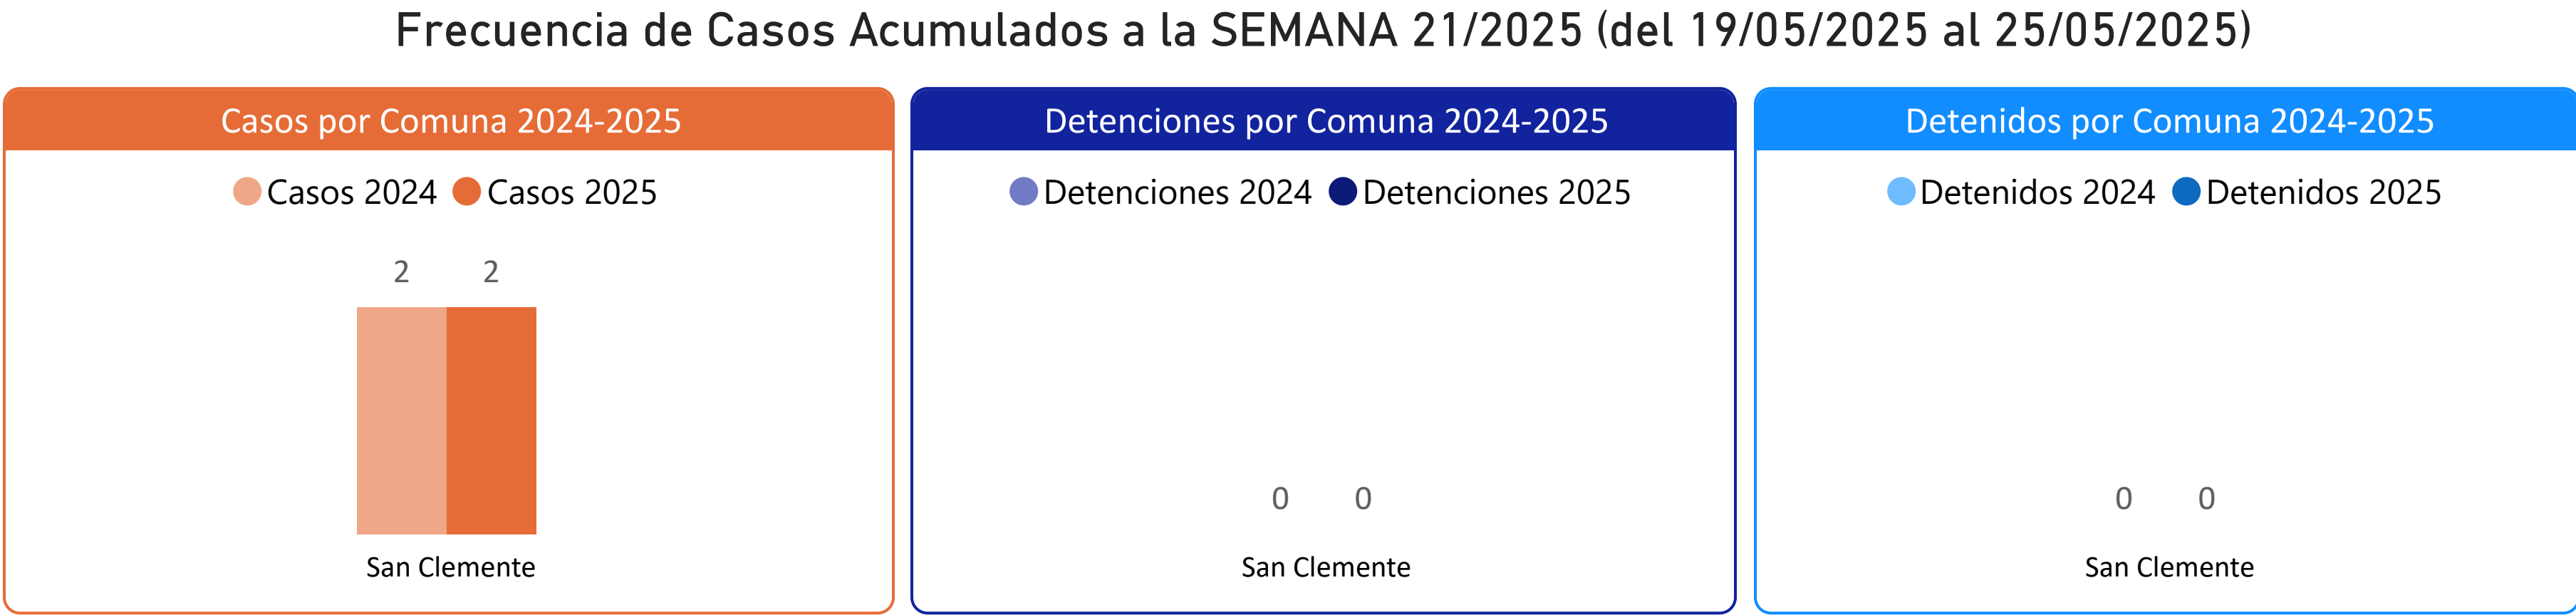 Frecuencia de Casos Acumulados a la SEMANA 21/2025 (del 19/05/2025 al 25/05/2025)
Casos por Comuna 2024-2025
Casos 2024 Casos 2025
2 2
San Clemente
Detenciones por Comuna 2024-2025
Detenciones 2024 Detenciones 2025
0 0
San Clemente
Detenidos por Comuna 2024-2025
Detenidos 2024 Detenidos 2025
0 0
San Clemente